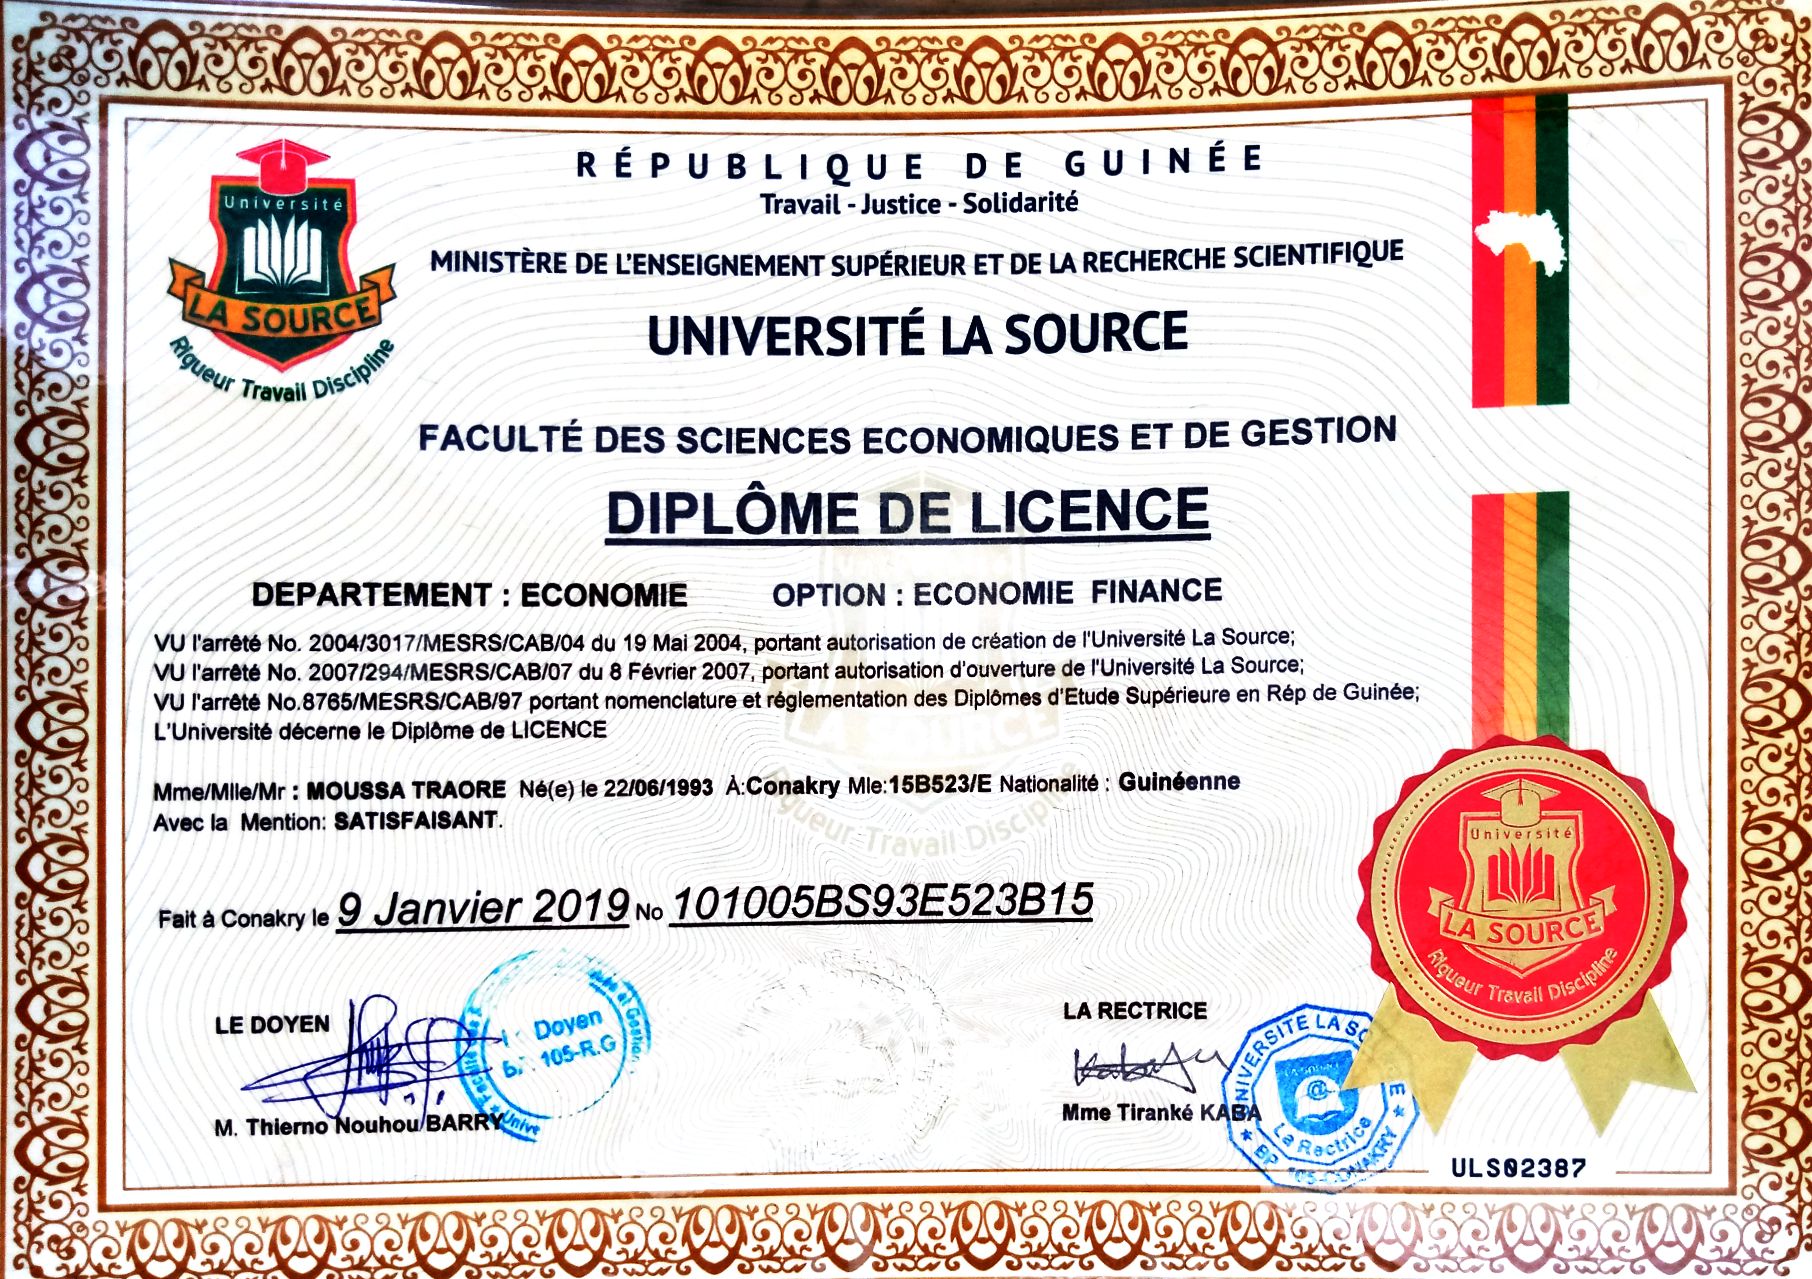 Université
LA SOURCE
Rigueur Travail Discipline
RÉPUBLIQUE DE GUINÉE
Travail - Justice - Solidarité
MINISTÈRE DE L'ENSEIGNEMENT SUPÉRIEUR ET DE LA RECHERCHE SCIENTIFIQUE
UNIVERSITÉ LA SOURCE
FACULTÉ DES SCIENCES ECONOMIQUES ET DE GESTION
DIPLÔME DE LICENCE
DEPARTEMENT : ECONOMIE OPTION : ECONOMIE FINANCE
VU l'arrêté No. 2004/3017/MESRS/CAB/04 du 19 Mai 2004, portant autorisation de création de l'Université La Source;
VU l'arrêté No. 2007/294/MESRS/CAB/07 du 8 Février 2007, portant autorisation d'ouverture de l'Université La Source;
VU l'arrêté No.8765/MESRS/CAB/97 portant nomenclature et réglementation des Diplômes d'Etude Supérieure en Rép de Guinée;
L'Université décerne le Diplôme de LICENCE
Mme/Mlle/Mr : MOUSSA TRAORE Né(e) le 22/06/1993 À:Conakry Mle:15B523/E Nationalité : Guinéenne
Avec la Mention: SATISFAISANT.
LA SOURCE
Rigueur Travail Discipline
Fait à Conakry le 9 Janvier 2019 No 101005BS93E523B15
Université
LA SOURCE
Rigueur Travail Discipline
LE DOYEN
Doyen
105-R.G
M. Thierno Nouhou BARRY
LA RECTRICE
Mme Tiranké KABA
UNIVERSITE LA
La Rectrice
CONAKRY
ULS02387